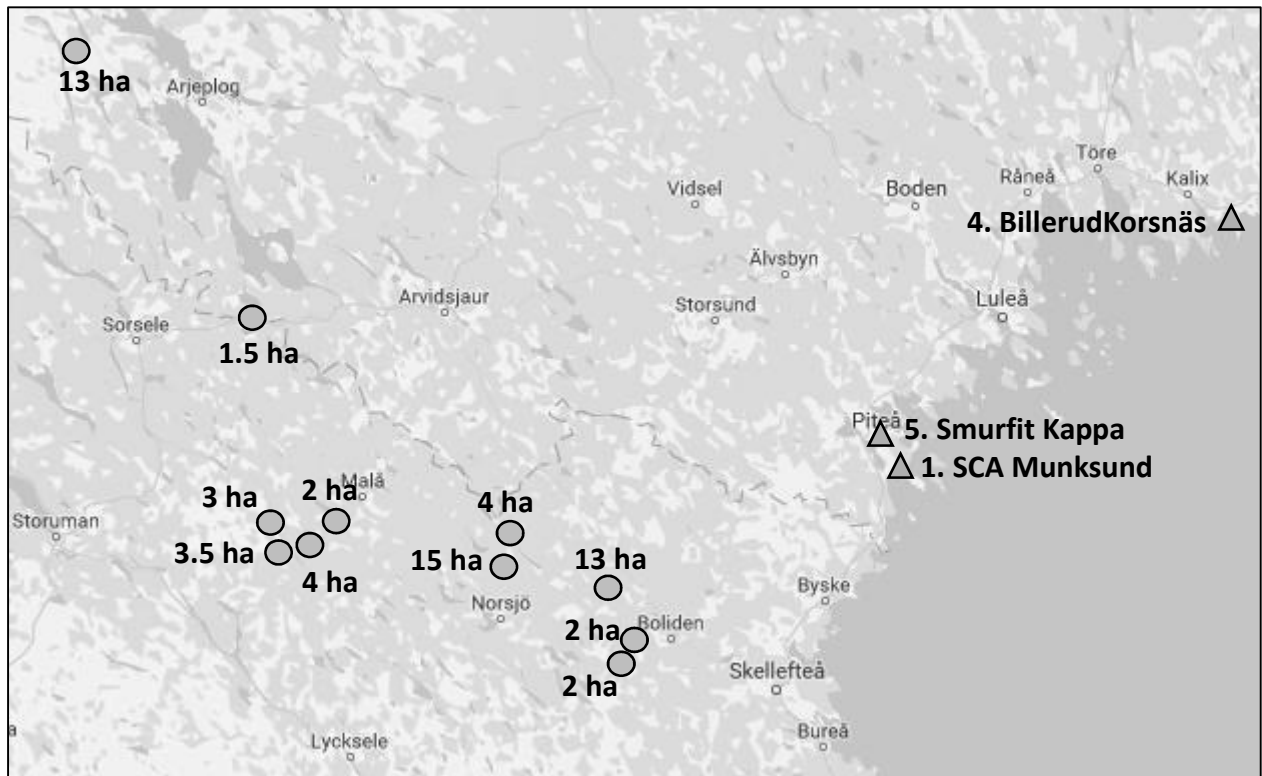 13 ha
Arjeplog
Töre
Råneå
Kalix
Vidsel
Boden
4. BillerudKorsnäs
Älvsbyn
Arvidsjaur
Storsund
Luleå
Sorsele
1.5 ha
Piteå
5. Smurfit Kappa
1. SCA Munksund
Malå
3 ha
2 ha
4 ha
Storuman
3.5 ha
15 ha
13 ha
4 ha
Byske
Norsjö
2 ha
Boliden
2 ha
Skellefteå
Bureå
Lycksele
a